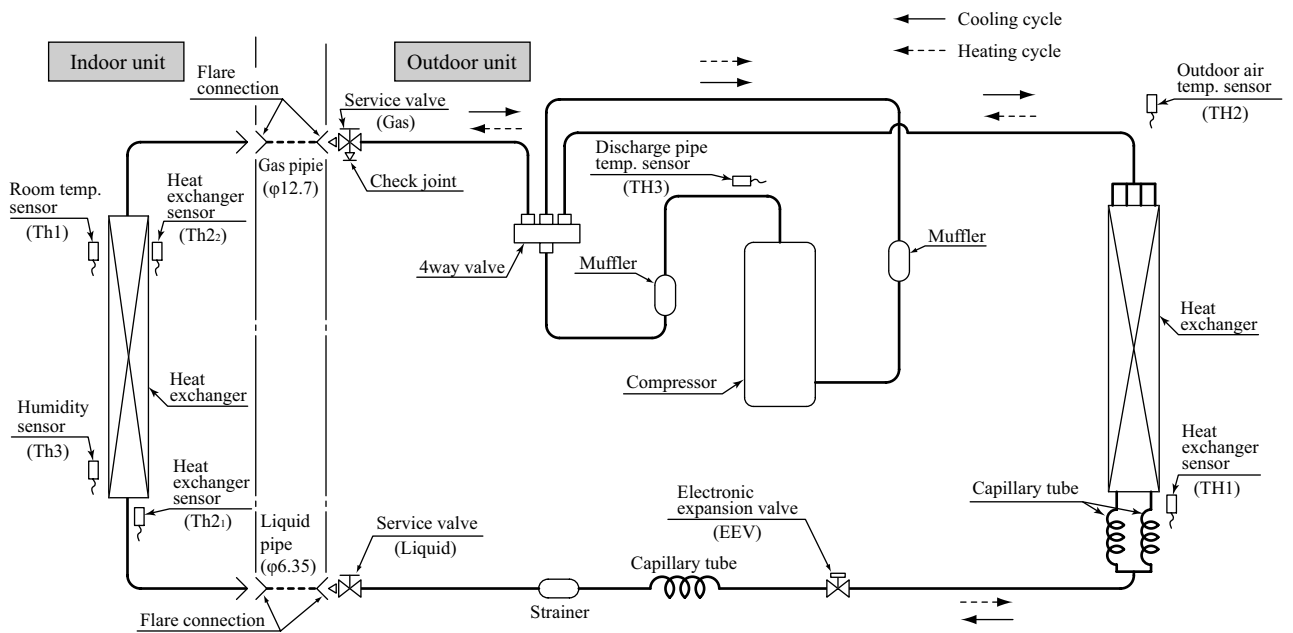 Cooling cycle
Heating cycle
Indoor unit
Outdoor unit
Flare
connection
Service valve
(Gas)
Outdoor air
temp. sensor
(TH2)
Gas pipie
(φ12.7)
Check joint
Discharge pipe
temp. sensor
(TH3)
Room temp.
sensor
(Th1)
Heat
exchanger
sensor
(Th2₂)
4way valve
Muffler
Muffler
Heat
exchanger
Compressor
Heat
exchanger
Humidity
sensor
(Th3)
Heat
exchanger
sensor
(Th2₁)
Heat
exchanger
sensor
(TH1)
Capillary tube
Liquid
pipe
(φ6.35)
Service valve
(Liquid)
Electronic
expansion valve
(EEV)
Capillary tube
Strainer
Flare connection